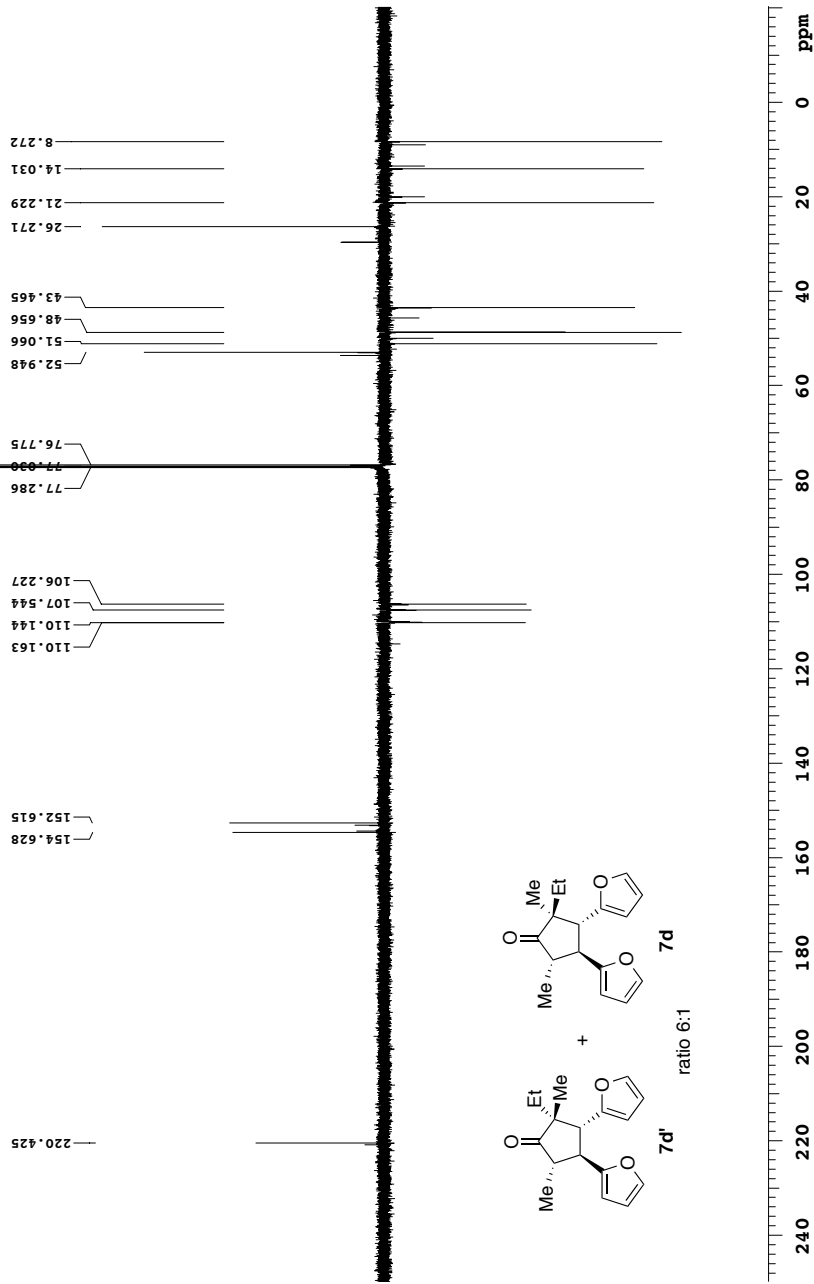 8.272
14.031
21.229
26.271
43.465
48.656
51.066
52.948
76.775
77.030
77.286
106.227
107.544
110.144
110.163
152.615
154.628
220.425
O
Me
Et
Me
O
O
7d
+
ratio 6:1
O
Et
Me
Me
O
O
7d'
ppm
0
20
40
60
80
100
120
140
160
180
200
220
240